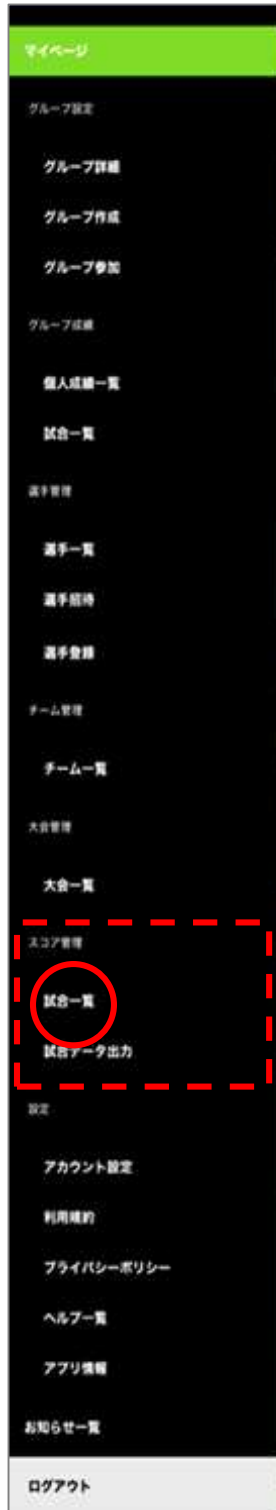 マイページ
グループ設定
グループ詳細
グループ作成
グループ参加
グループ成績
個人成績一覧
試合一覧
選手管理
選手一覧
選手招待
選手登録
チーム管理
チーム一覧
大会管理
大会一覧
スコア管理
試合一覧
試合データ出力
設定
アカウント設定
利用規約
プライバシーポリシー
ヘルプ一覧
アプリ情報
お知らせ一覧
ログアウト